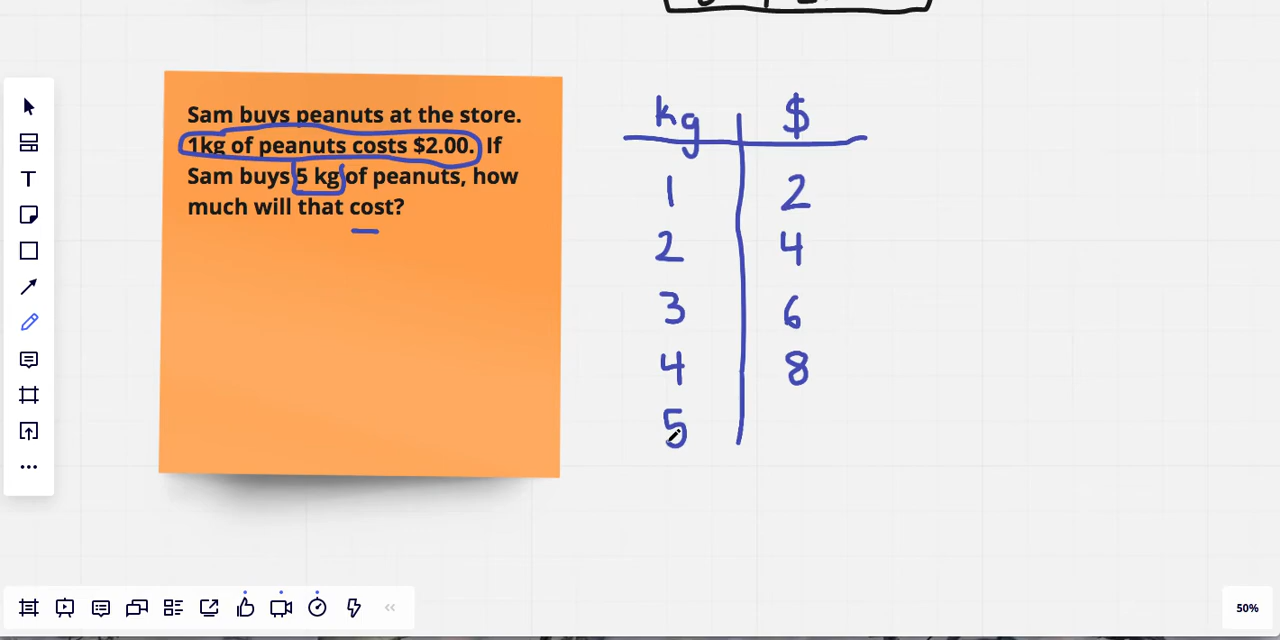 Sam buys peanuts at the store.
1kg of peanuts costs $2.00. If
Sam buys 5 kg of peanuts, how
much will that cost?
kg $
1 2
2 4
3 6
4 8
5
T
50%